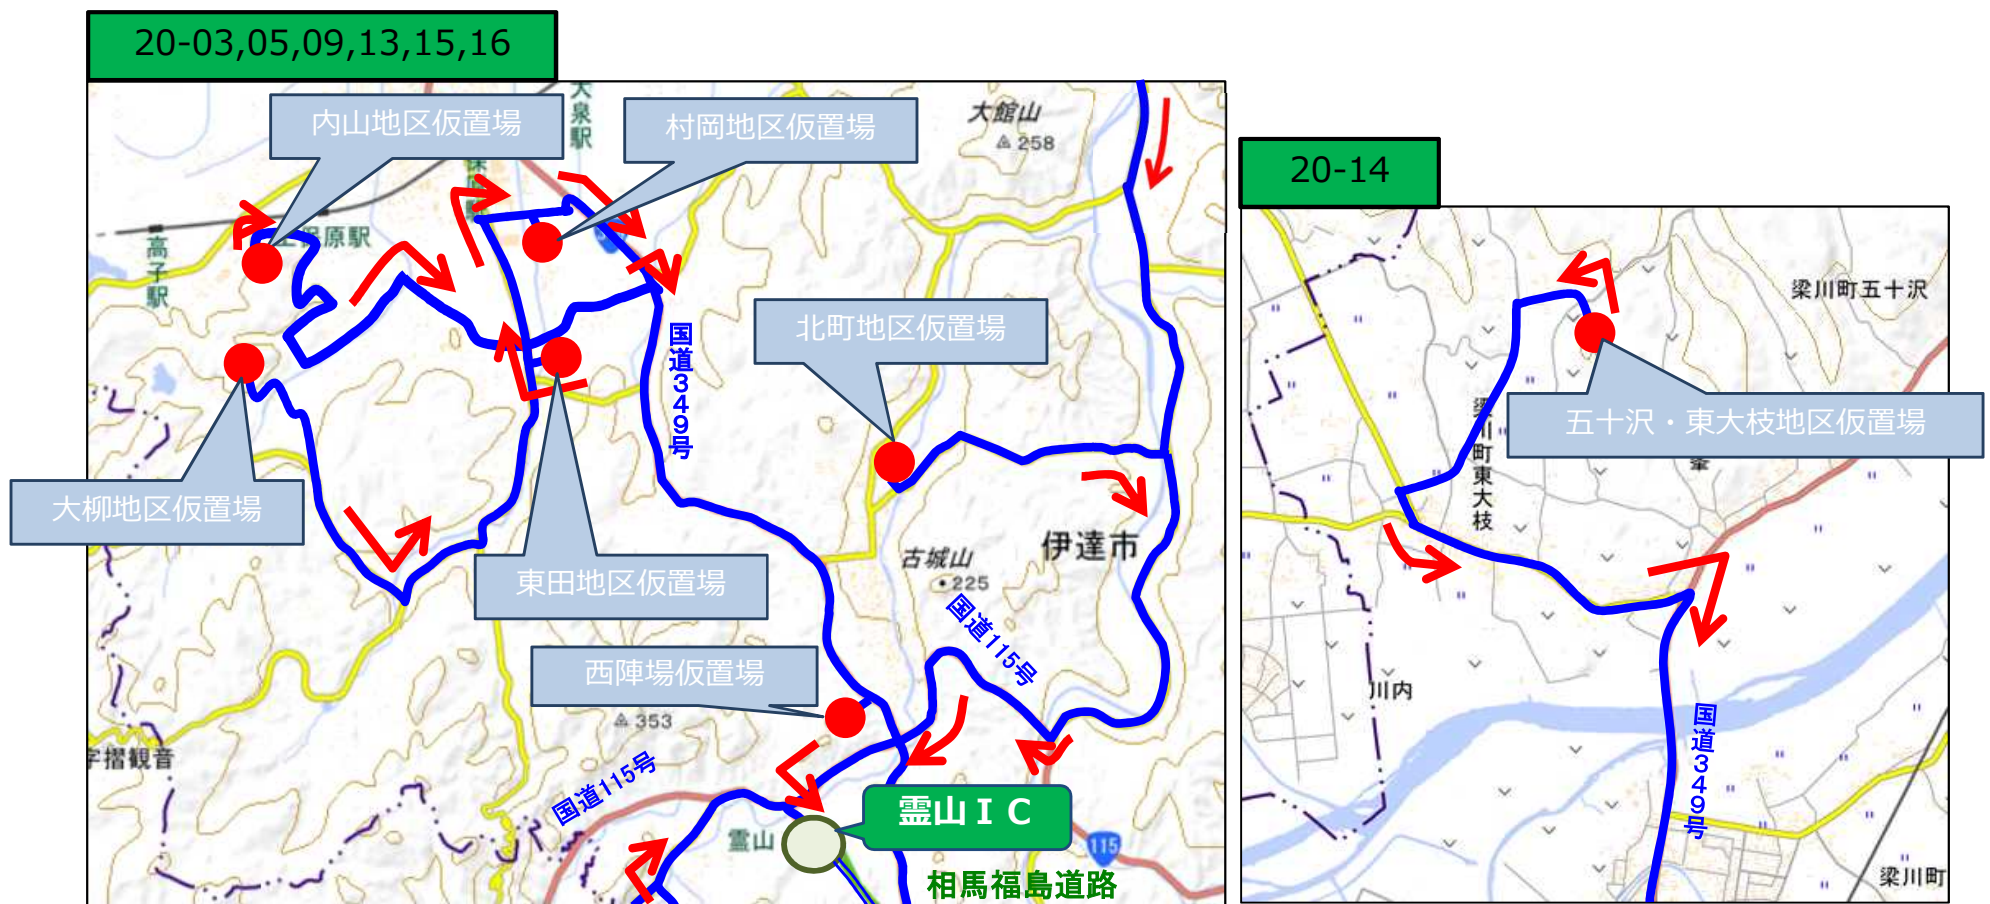 20-03,05,09,13,15,16
内山地区仮置場
大泉駅
村岡地区仮置場
大館山
258
20-14
上保原駅
高子駅
梁川町五十沢
北町地区仮置場
国道349号
五十沢・東大枝地区仮置場
梁川町東大枝
大柳地区仮置場
東田地区仮置場
伊達市
古城山
225
国道115号
西陣場仮置場
353
川内
字摺観音
国道115号
国道349号
霊山IC
霊山
115
相馬福島道路
梁川町